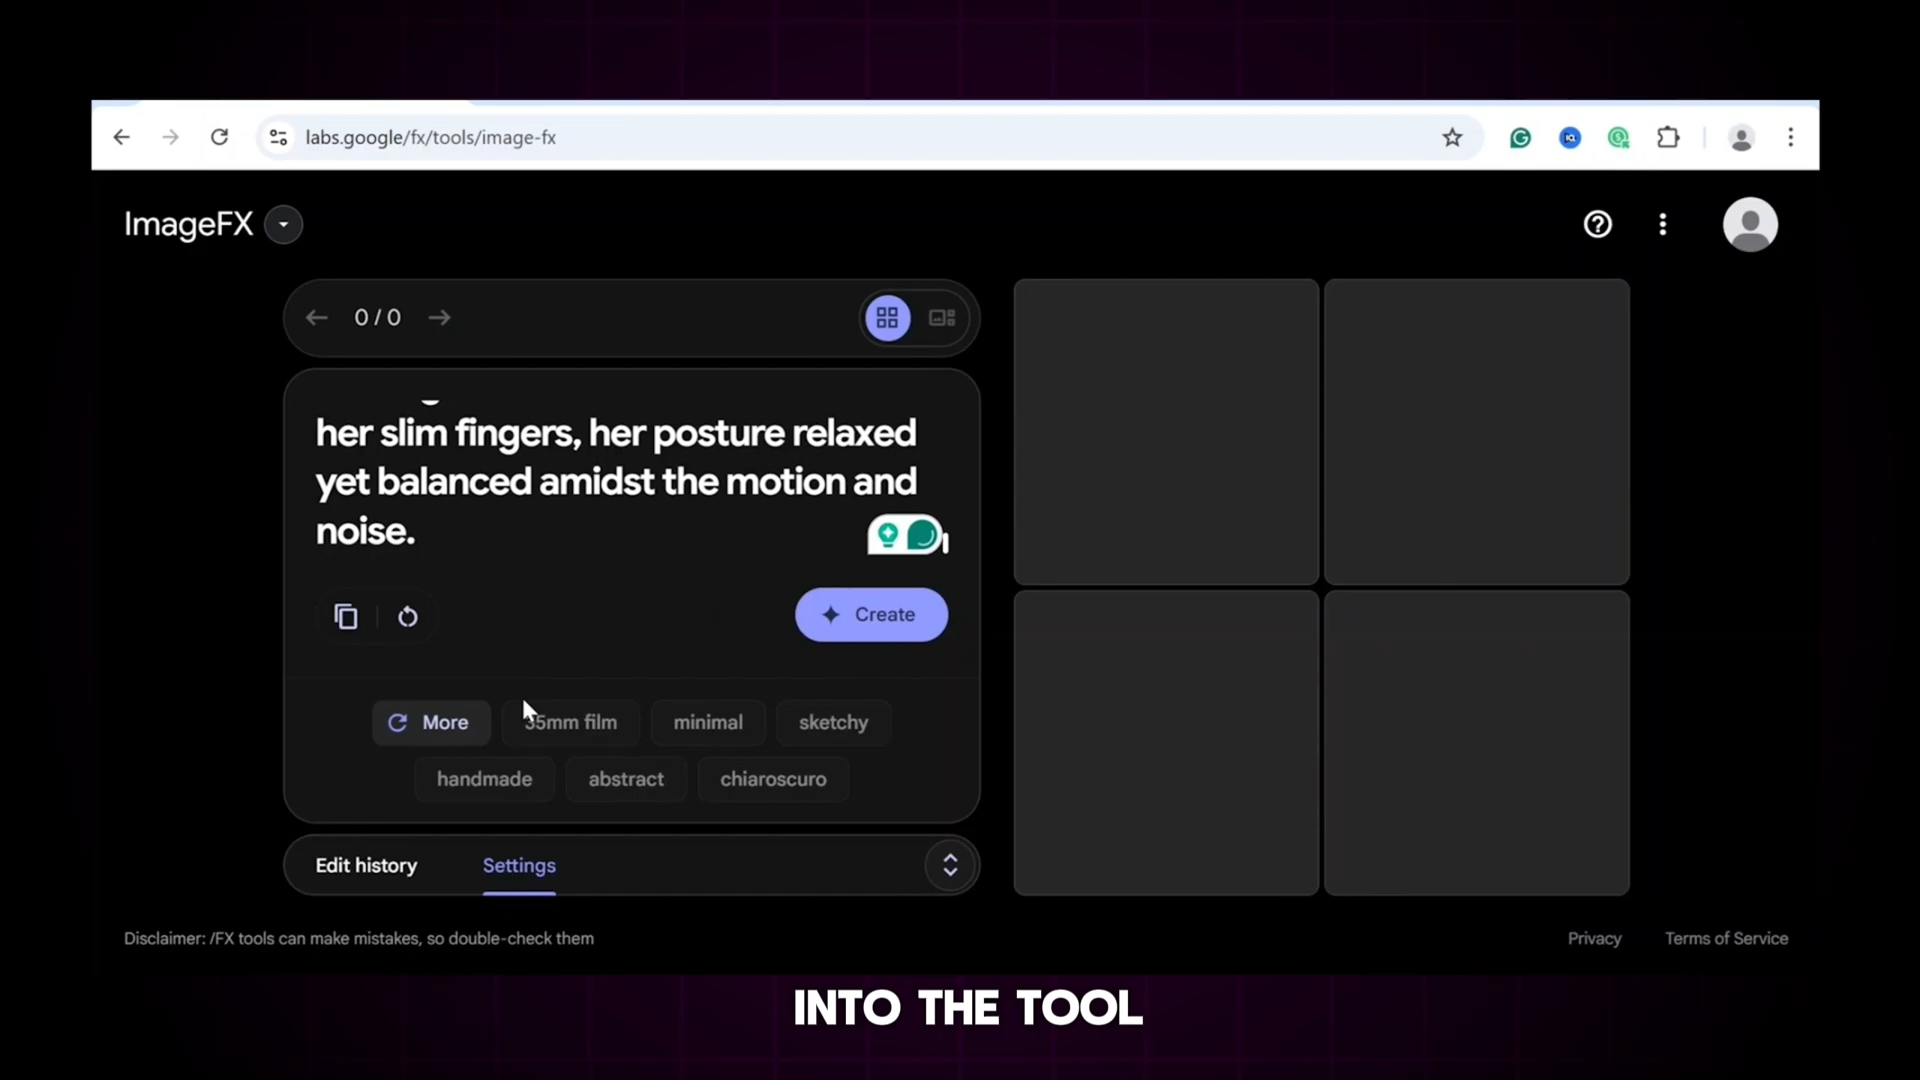 labs.google/fx/tools/image-fx
ImageFX
0 / 0
her slim fingers, her posture relaxed
yet balanced amidst the motion and
noise.
Create
More
35mm film
minimal
sketchy
handmade
abstract
chiaroscuro
Edit history
Settings
Disclaimer: /FX tools can make mistakes, so double-check them
Privacy
Terms of Service
INTO THE TOOL